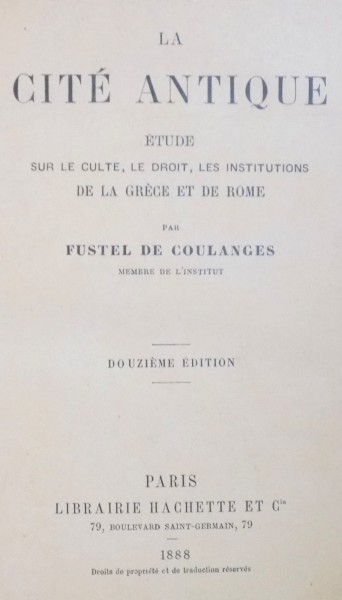 LA
CITÉ ANTIQUE
ÉTUDE
SUR LE CULTE, LE DROIT, LES INSTITUTIONS
DE LA GRÈCE ET DE ROME
PAR
FUSTEL DE COULANGES
MEMBRE DE L'INSTITUT
DOUZIÈME ÉDITION
PARIS
LIBRAIRIE HACHETTE ET Cie
79, BOULEVARD SAINT-GERMAIN, 79
1888
Droits de propriété et de traduction réservés